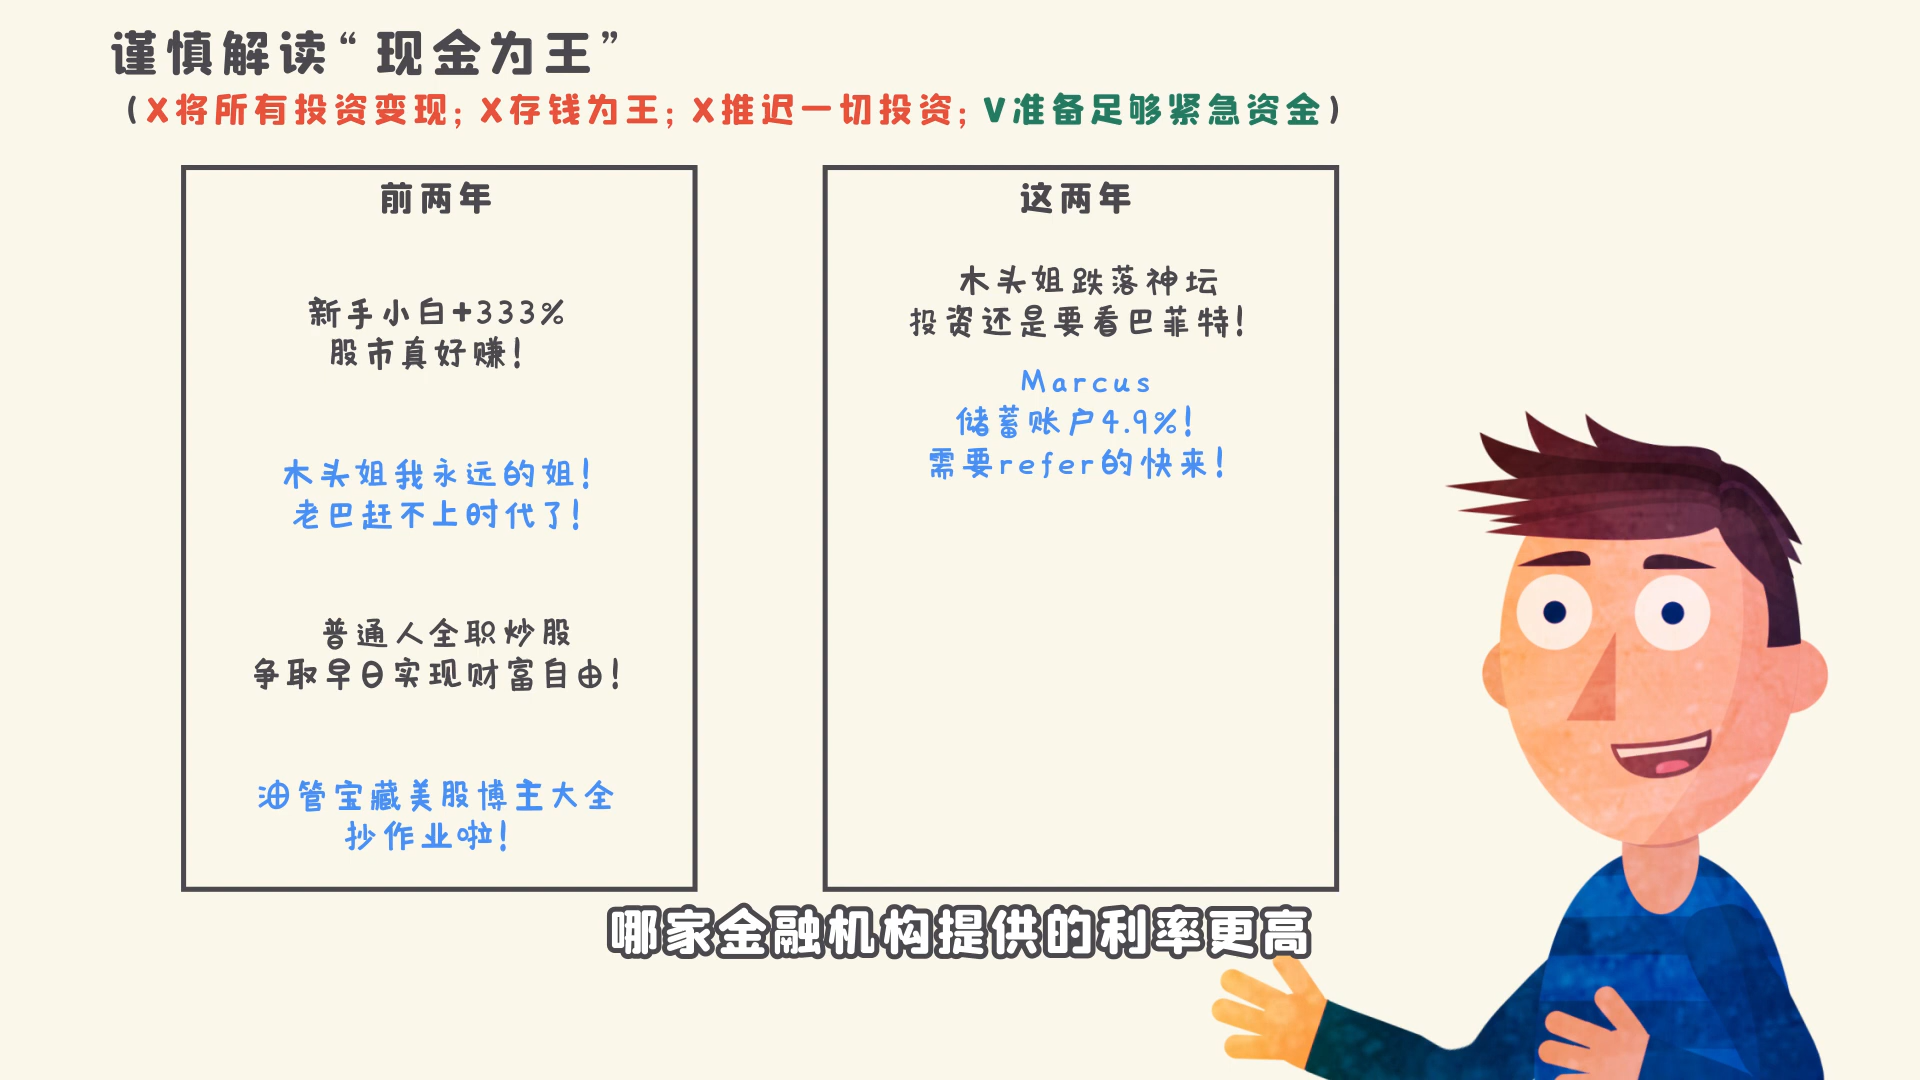 谨慎解读“现金为王”
(X将所有投资变现; X存钱为王; X推迟一切投资; V准备足够紧急资金)
前两年
新手小白+333%
股市真好赚!
木头姐我永远的姐!
老巴赶不上时代了!
普通人全职炒股
争取早日实现财富自由!
油管宝藏美股博主大全
抄作业啦!
这两年
木头姐跌落神坛
投资还是要看巴菲特!
Marcus
储蓄账户4.9%!
需要refer的快来!
哪家金融机构提供的利率更高